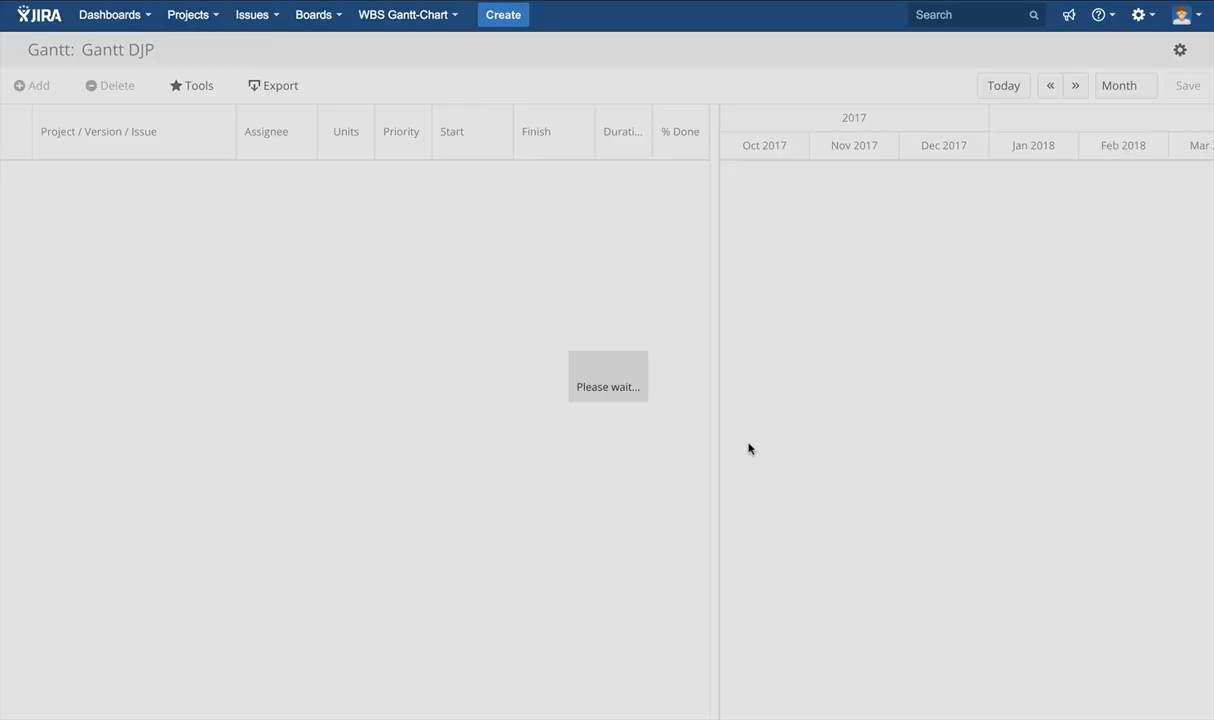 JIRA Dashboards Projects Issues Boards WBS Gantt-Chart Create Search
Gantt: Gantt DJP
Add Delete Tools Export Today « » Month Save
2017
Project / Version / Issue Assignee Units Priority Start Finish Durati... % Done
Oct 2017 Nov 2017 Dec 2017 Jan 2018 Feb 2018 Mar
Please wait...